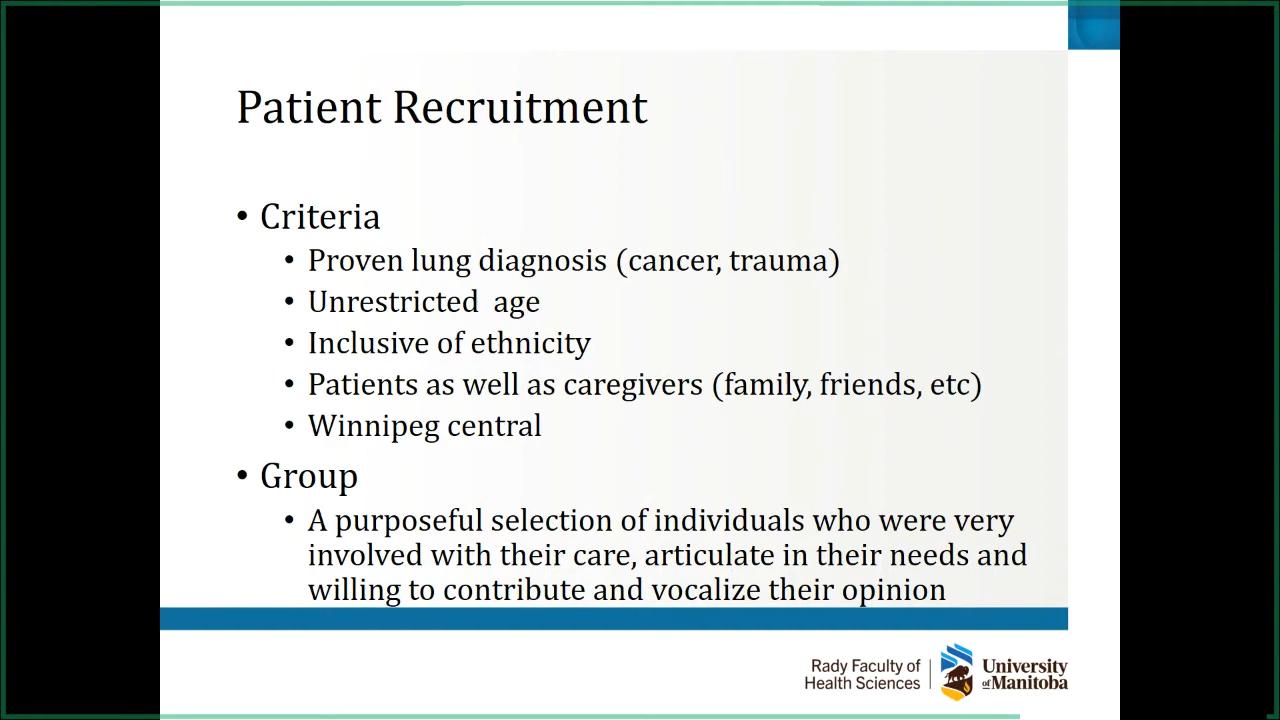 Patient Recruitment
• Criteria
• Proven lung diagnosis (cancer, trauma)
• Unrestricted  age
• Inclusive of ethnicity
• Patients as well as caregivers (family, friends, etc)
• Winnipeg central
• Group
• A purposeful selection of individuals who were very
involved with their care, articulate in their needs and
willing to contribute and vocalize their opinion
Rady Faculty of
Health Sciences
University
of Manitoba